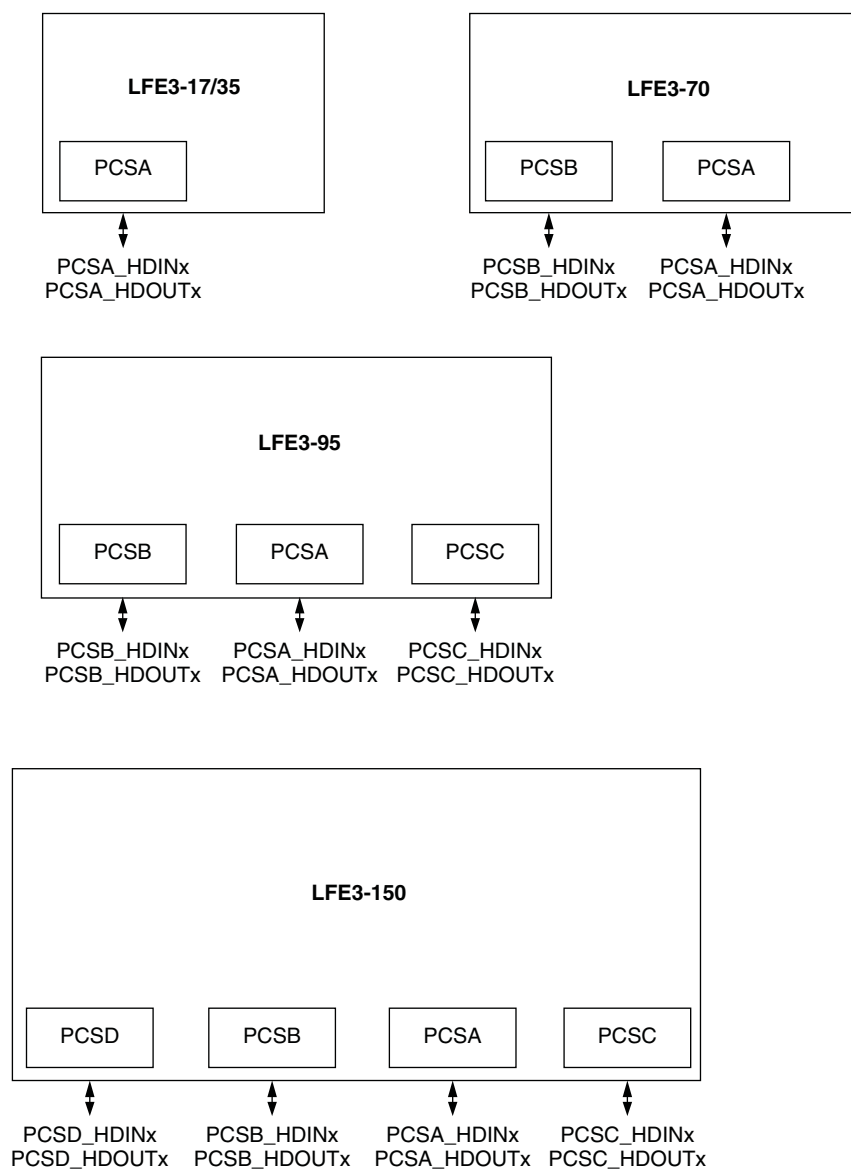 LFE3-17/35
PCSA
PCSA_HDINx
PCSA_HDOUTx
LFE3-70
PCSB
PCSA
PCSB_HDINx
PCSB_HDOUTx
PCSA_HDINx
PCSA_HDOUTx
LFE3-95
PCSB
PCSA
PCSC
PCSB_HDINx
PCSB_HDOUTx
PCSA_HDINx
PCSA_HDOUTx
PCSC_HDINx
PCSC_HDOUTx
LFE3-150
PCSD
PCSB
PCSA
PCSC
PCSD_HDINx
PCSD_HDOUTx
PCSB_HDINx
PCSB_HDOUTx
PCSA_HDINx
PCSA_HDOUTx
PCSC_HDINx
PCSC_HDOUTx